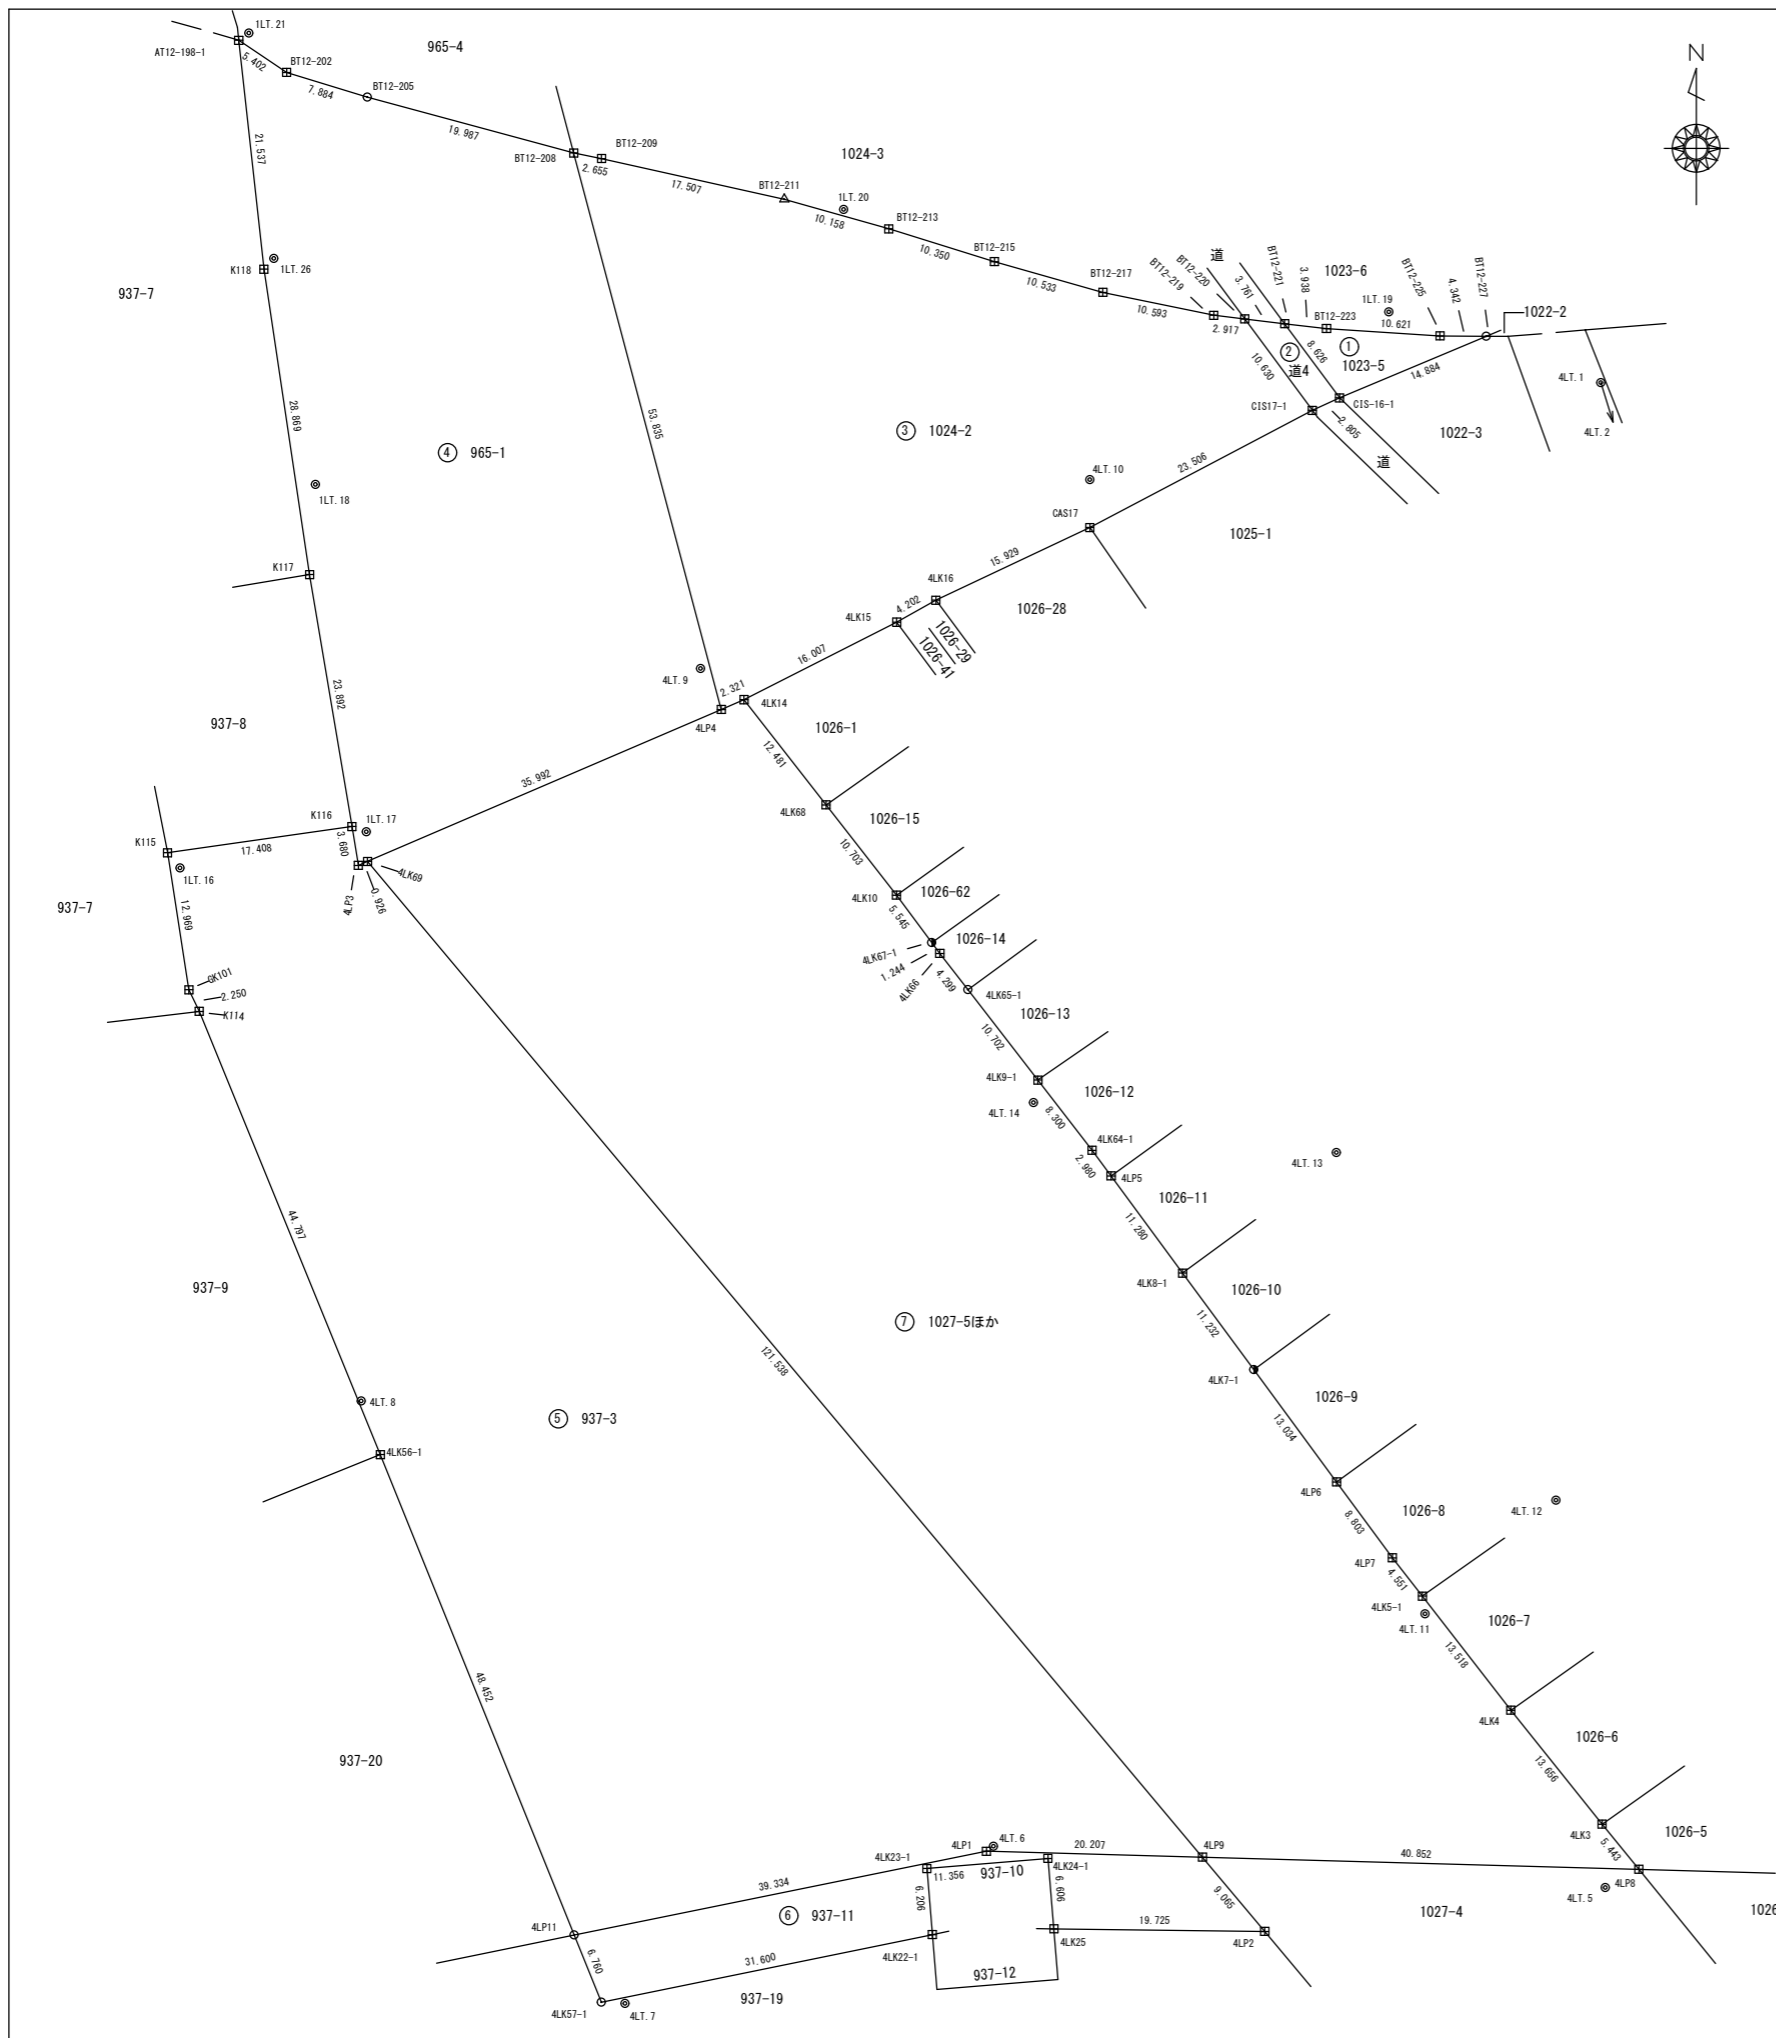 1LT.21
AT12-198-1
5.402
BT12-202
965-4
7.884
BT12-205
N
19.987
BT12-208
BT12-209
2.655
1024-3
17.507
BT12-211
1LT.20
10.158
BT12-213
10.350
BT12-215
10.533
BT12-217
10.593
BT12-219
BT12-220
2.917
道
3.761
BT12-221
3.938
1023-6
BT12-223
1LT.19
10.621
BT12-225
4.342
BT12-227
1022-2
21.537
K118
1LT.26
937-7
②
道4
①
1023-5
8.626
10.630
14.884
CIS17-1
CIS-16-1
2.805
1022-3
道
4LT.1
4LT.2
28.869
1LT.18
④ 965-1
53.835
③ 1024-2
4LT.10
23.506
CAS17
1025-1
K117
15.929
4LK16
4.202
4LK15
1026-28
1026-29
1026-41
16.007
4LT.9
2.321
4LK14
4LP4
23.892
937-8
35.992
1026-1
12.481
4LK68
K116
1LT.17
3.680
K115
17.408
1LT.16
4LK69
0.926
4LP3
937-7
12.969
GK101
2.250
K114
1026-15
10.703
4LK10
1026-62
5.545
4LK67-1
1026-14
1.244
4LK66
4.299
4LK65-1
1026-13
10.702
4LK9-1
4LT.14
1026-12
8.300
4LK64-1
2.980
4LP5
4LT.13
1026-11
11.280
4LK8-1
1026-10
44.797
937-9
11.232
⑦ 1027-5ほか
121.538
4LK7-1
1026-9
4LT.8
⑤ 937-3
4LK56-1
13.034
4LP6
1026-8
4LT.12
8.803
4LP7
4.551
4LK5-1
4LT.11
1026-7
13.518
48.452
4LK4
1026-6
937-20
13.656
4LK3
1026-5
5.443
4LP1
4LT.6
20.207
4LP9
40.852
4LP8
4LT.5
4LK23-1
11.356
937-10
4LK24-1
39.334
6.206
6.606
9.065
⑥ 937-11
1027-4
1026
4LP11
19.725
4LK25
4LP2
6.760
31.600
4LK22-1
937-12
4LK57-1
4LT.7
937-19